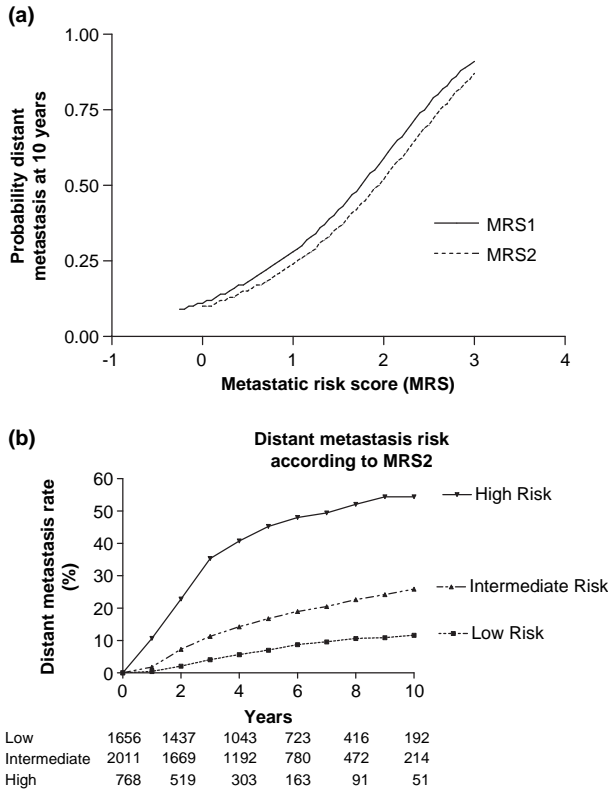 (a)
Probability distant
metastasis at 10 years
1.00
0.75
0.50
0.25
0.00
-1
0
1
2
3
4
MRS1
MRS2
Metastatic risk score (MRS)
(b)
Distant metastasis risk
according to MRS2
Distant metastasis rate
(%)
60
50
40
30
20
10
0
High Risk
Intermediate Risk
Low Risk
0 2 4 6 8 10
Years
Low 1656 1437 1043 723 416 192
Intermediate 2011 1669 1192 780 472 214
High 768 519 303 163 91 51